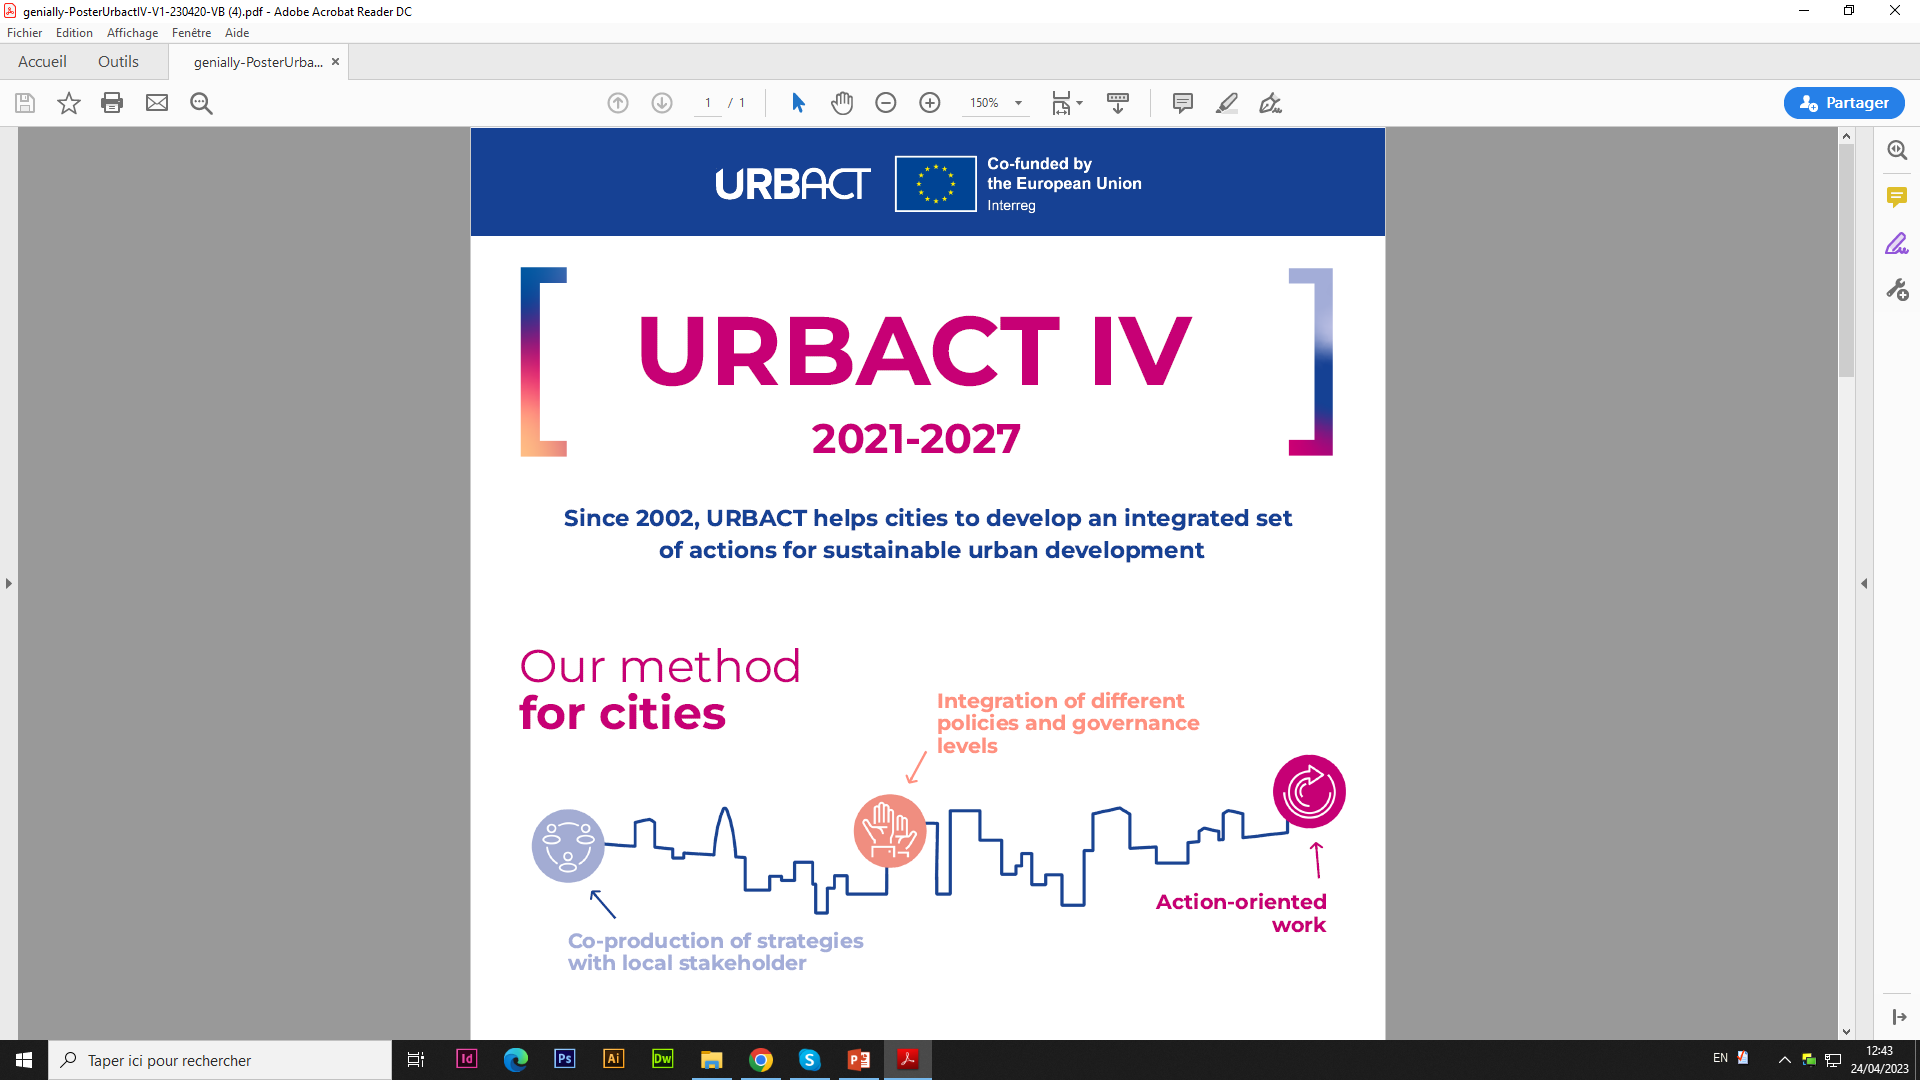 genially-PosterUrbactIV-V1-230420-VB (4).pdf - Adobe Acrobat Reader DC
Fichier Edition Affichage Fenêtre Aide
Accueil Outils genially-PosterUrba... ×
1 / 1 150% Partager
URBACT
Co-funded by
the European Union
Interreg
URBACT IV
2021-2027
Since 2002, URBACT helps cities to develop an integrated set
of actions for sustainable urban development
Our method
for cities
Integration of different
policies and governance
levels
Action-oriented
work
Co-production of strategies
with local stakeholder
Taper ici pour rechercher
Id Ps Ai Dw S P
EN
12:43
24/04/2023